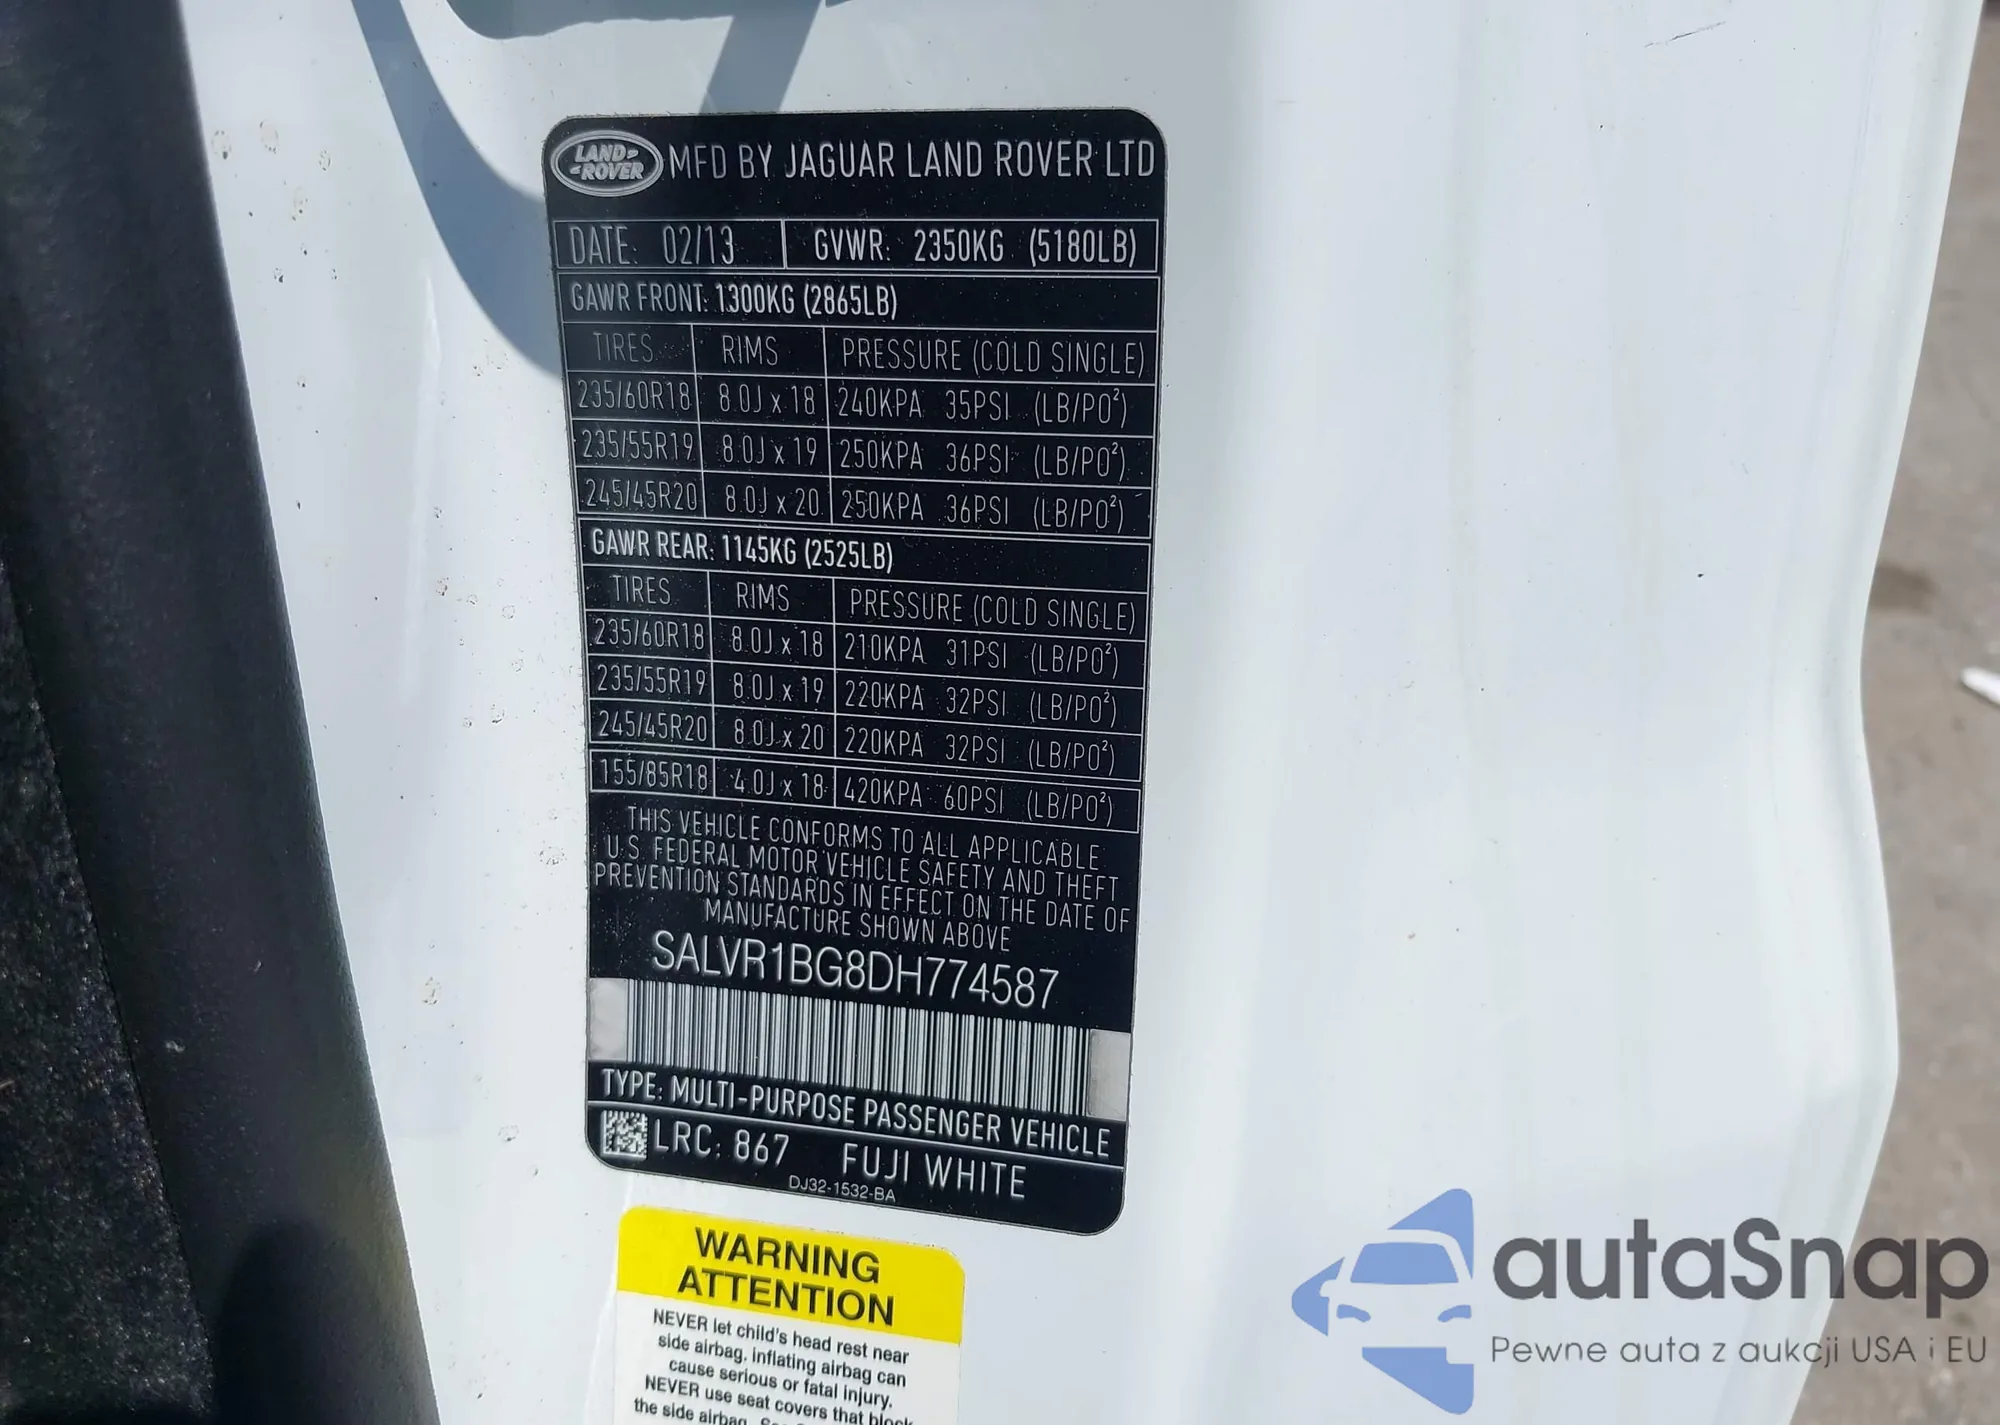 LAND ROVER MFD BY JAGUAR LAND ROVER LTD
DATE: 02/13 GVWR: 2350KG (5180LB)
GAWR FRONT: 1300KG (2865LB)
TIRES RIMS PRESSURE (COLD SINGLE)
235/60R18 8.0J x 18 240KPA 35PSI (LB/PO²)
235/55R19 8.0J x 19 250KPA 36PSI (LB/PO²)
245/45R20 8.0J x 20 250KPA 36PSI (LB/PO²)
GAWR REAR: 1145KG (2525LB)
TIRES RIMS PRESSURE (COLD SINGLE)
235/60R18 8.0J x 18 210KPA 31PSI (LB/PO²)
235/55R19 8.0J x 19 220KPA 32PSI (LB/PO²)
245/45R20 8.0J x 20 220KPA 32PSI (LB/PO²)
155/85R18 4.0J x 18 420KPA 60PSI (LB/PO²)
THIS VEHICLE CONFORMS TO ALL APPLICABLE
U.S. FEDERAL MOTOR VEHICLE SAFETY AND THEFT
PREVENTION STANDARDS IN EFFECT ON THE DATE OF
MANUFACTURE SHOWN ABOVE
SALVR1BG8DH774587
TYPE: MULTI-PURPOSE PASSENGER VEHICLE
LRC: 867 FUJI WHITE
DJ32-1532-BA
WARNING
ATTENTION
NEVER let child's head rest near
side airbag, inflating airbag can
cause serious or fatal injury.
NEVER use seat covers that block
the side airbag. See
autaSnap
Pewne auta z aukcji USA i EU